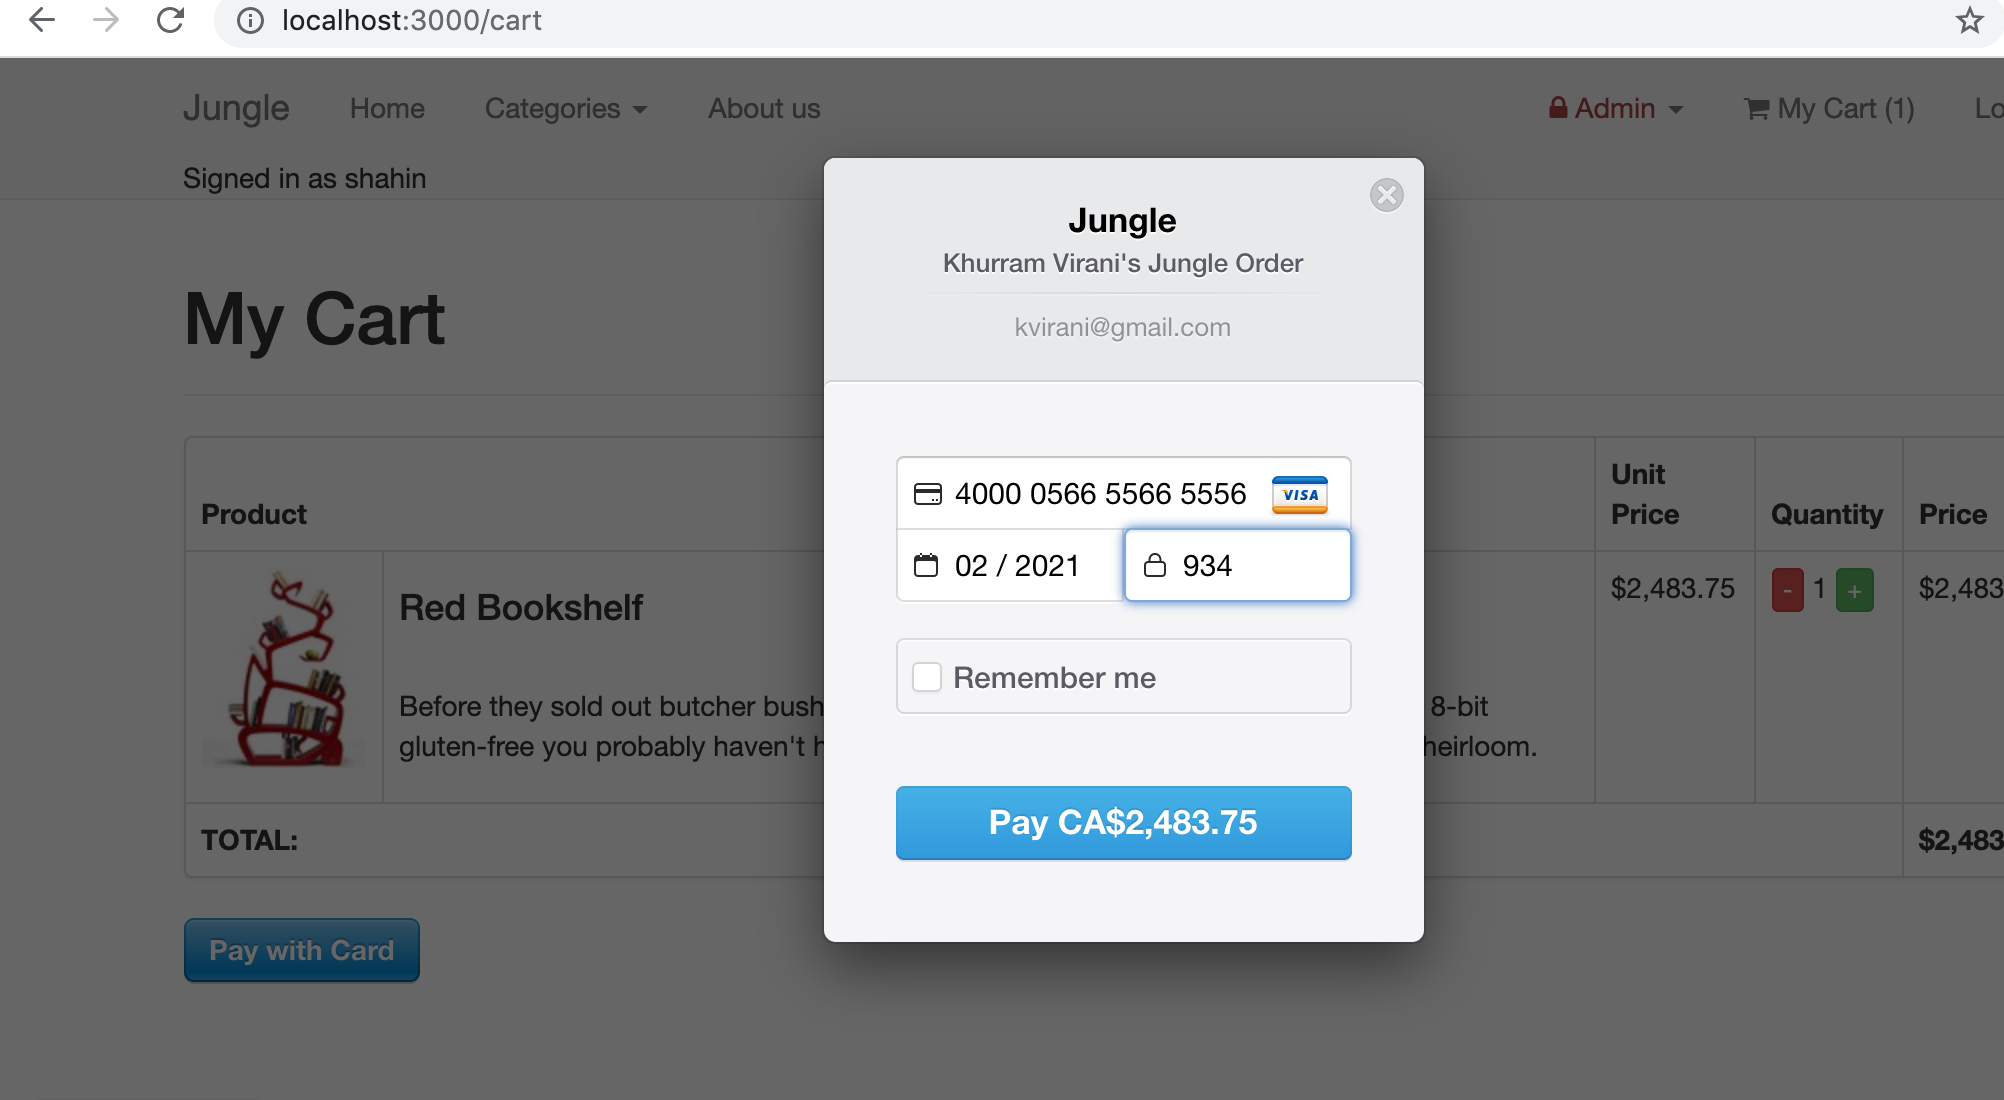 localhost:3000/cart
Jungle Home Categories About us Admin My Cart (1) Lo
Signed in as shahin
Jungle
Khurram Virani's Jungle Order
kvirani@gmail.com
4000 0566 5566 5556 VISA
02 / 2021 934
Remember me
Pay CA$2,483.75
My Cart
Product Unit Price Quantity Price
Red Bookshelf $2,483.75 - 1 + $2,483
Before they sold out butcher bush 8-bit
gluten-free you probably haven't h heirloom.
TOTAL: $2,483
Pay with Card